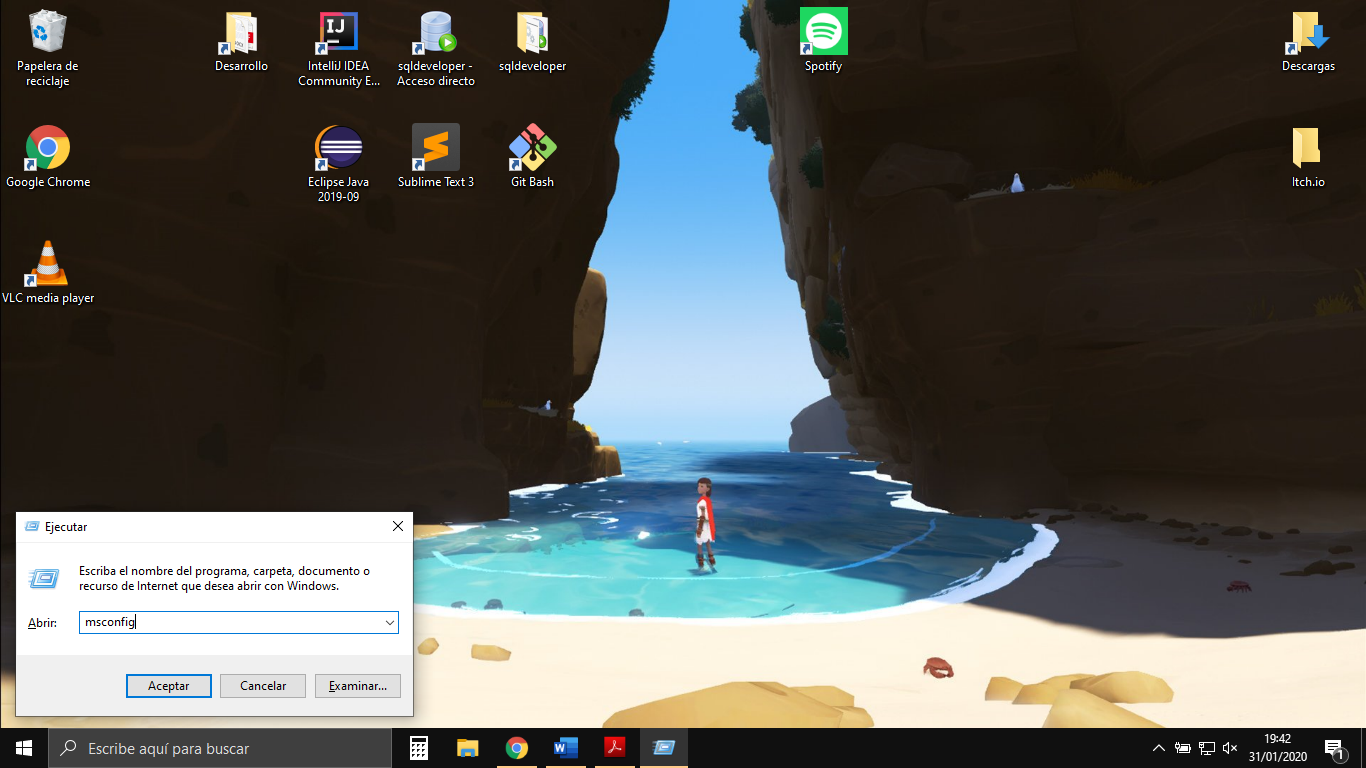 Papelera de
reciclaje
Desarrollo
IJ
IntelliJ IDEA
Community E...
sqldeveloper -
Acceso directo
sqldeveloper
Spotify
Descargas
Google Chrome
Eclipse Java
2019-09
Sublime Text 3
Git Bash
Itch.io
VLC media player
Ejecutar
Escriba el nombre del programa, carpeta, documento o
recurso de Internet que desea abrir con Windows.
Abrir:
msconfig
Aceptar
Cancelar
Examinar...
Escribe aquí para buscar
W
19:42
31/01/2020
1